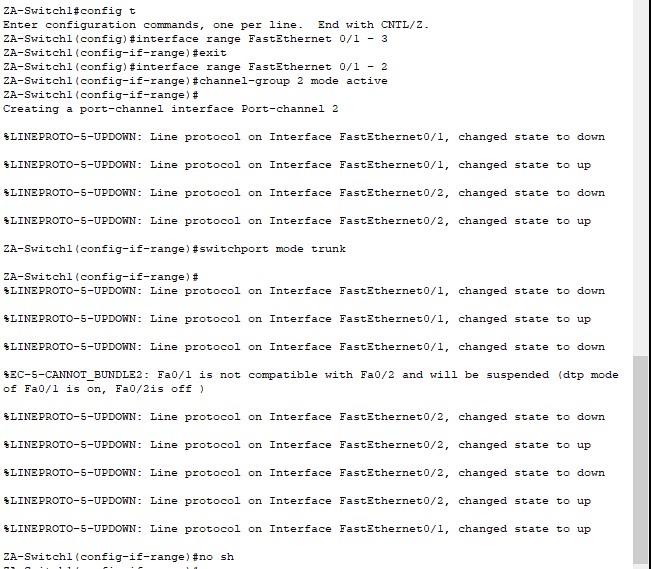 ZA-Switch1#config t
Enter configuration commands, one per line.  End with CNTL/Z.
ZA-Switch1(config)#interface range FastEthernet 0/1 - 3
ZA-Switch1(config-if-range)#exit
ZA-Switch1(config)#interface range FastEthernet 0/1 - 2
ZA-Switch1(config-if-range)#channel-group 2 mode active
ZA-Switch1(config-if-range)#
Creating a port-channel interface Port-channel 2
%LINEPROTO-5-UPDOWN: Line protocol on Interface FastEthernet0/1, changed state to down
%LINEPROTO-5-UPDOWN: Line protocol on Interface FastEthernet0/1, changed state to up
%LINEPROTO-5-UPDOWN: Line protocol on Interface FastEthernet0/2, changed state to down
%LINEPROTO-5-UPDOWN: Line protocol on Interface FastEthernet0/2, changed state to up
ZA-Switch1(config-if-range)#switchport mode trunk
ZA-Switch1(config-if-range)#
%LINEPROTO-5-UPDOWN: Line protocol on Interface FastEthernet0/1, changed state to down
%LINEPROTO-5-UPDOWN: Line protocol on Interface FastEthernet0/1, changed state to up
%LINEPROTO-5-UPDOWN: Line protocol on Interface FastEthernet0/1, changed state to down
%EC-5-CANNOT_BUNDLE2: Fa0/1 is not compatible with Fa0/2 and will be suspended (dtp mode
of Fa0/1 is on, Fa0/2is off )
%LINEPROTO-5-UPDOWN: Line protocol on Interface FastEthernet0/2, changed state to down
%LINEPROTO-5-UPDOWN: Line protocol on Interface FastEthernet0/2, changed state to up
%LINEPROTO-5-UPDOWN: Line protocol on Interface FastEthernet0/2, changed state to down
%LINEPROTO-5-UPDOWN: Line protocol on Interface FastEthernet0/2, changed state to up
%LINEPROTO-5-UPDOWN: Line protocol on Interface FastEthernet0/1, changed state to up
ZA-Switch1(config-if-range)#no sh